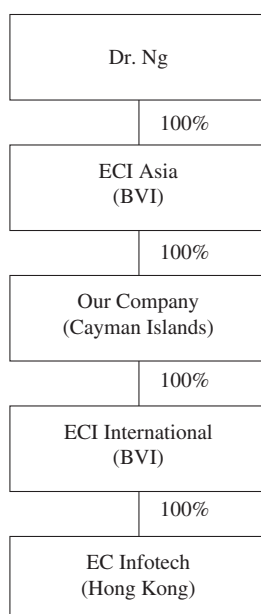 Dr. Ng
100%
ECI Asia
(BVI)
100%
Our Company
(Cayman Islands)
100%
ECI International
(BVI)
100%
EC Infotech
(Hong Kong)